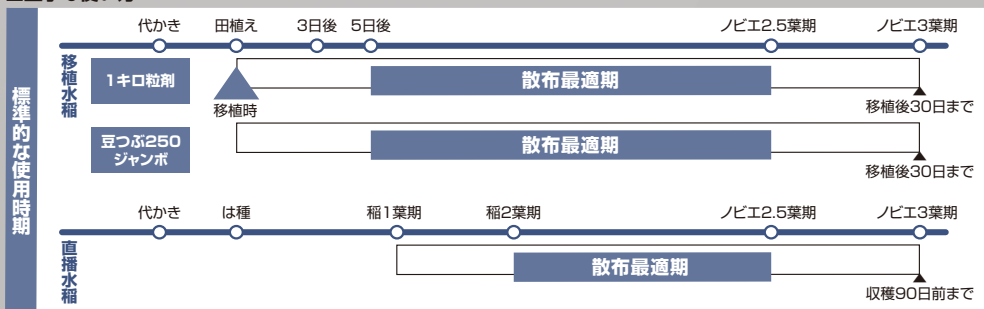 標準的な使用時期
移植水稲
代かき 田植え 3日後 5日後 ノビエ2.5葉期 ノビエ3葉期
1キロ粒剤
移植時
散布最適期
移植後30日まで
豆つぶ250
ジャンボ
散布最適期
移植後30日まで
直播水稲
代かき は種 稲1葉期 稲2葉期 ノビエ2.5葉期 ノビエ3葉期
散布最適期
収穫90日前まで